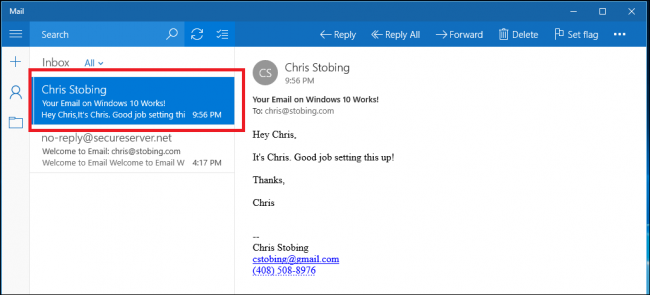 Mail
Search
Reply
Reply All
Forward
Delete
Set flag
Inbox
All
Chris Stobing
Your Email on Windows 10 Works!
Hey Chris,It's Chris. Good job setting thi 9:56 PM
no-reply@secureserver.net
Welcome to Email: chris@stobing.com
Welcome to Email Welcome to Email W 4:17 PM
CS
Chris Stobing
9:56 PM
Your Email on Windows 10 Works!
To: chris@stobing.com
Hey Chris,
It's Chris. Good job setting this up!
Thanks,
Chris
--
Chris Stobing
cstobing@gmail.com
(408) 508-8976